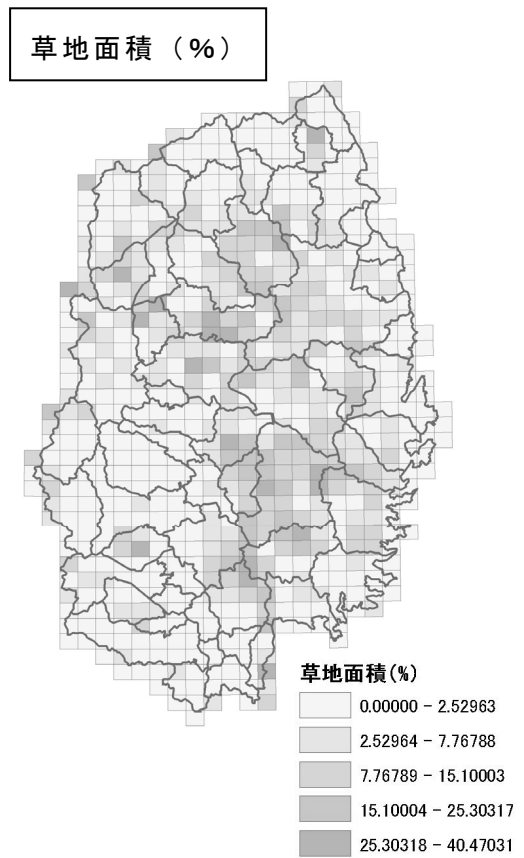 草地面積（%）
草地面積(%)
0.00000 - 2.52963
2.52964 - 7.76788
7.76789 - 15.10003
15.10004 - 25.30317
25.30318 - 40.47031